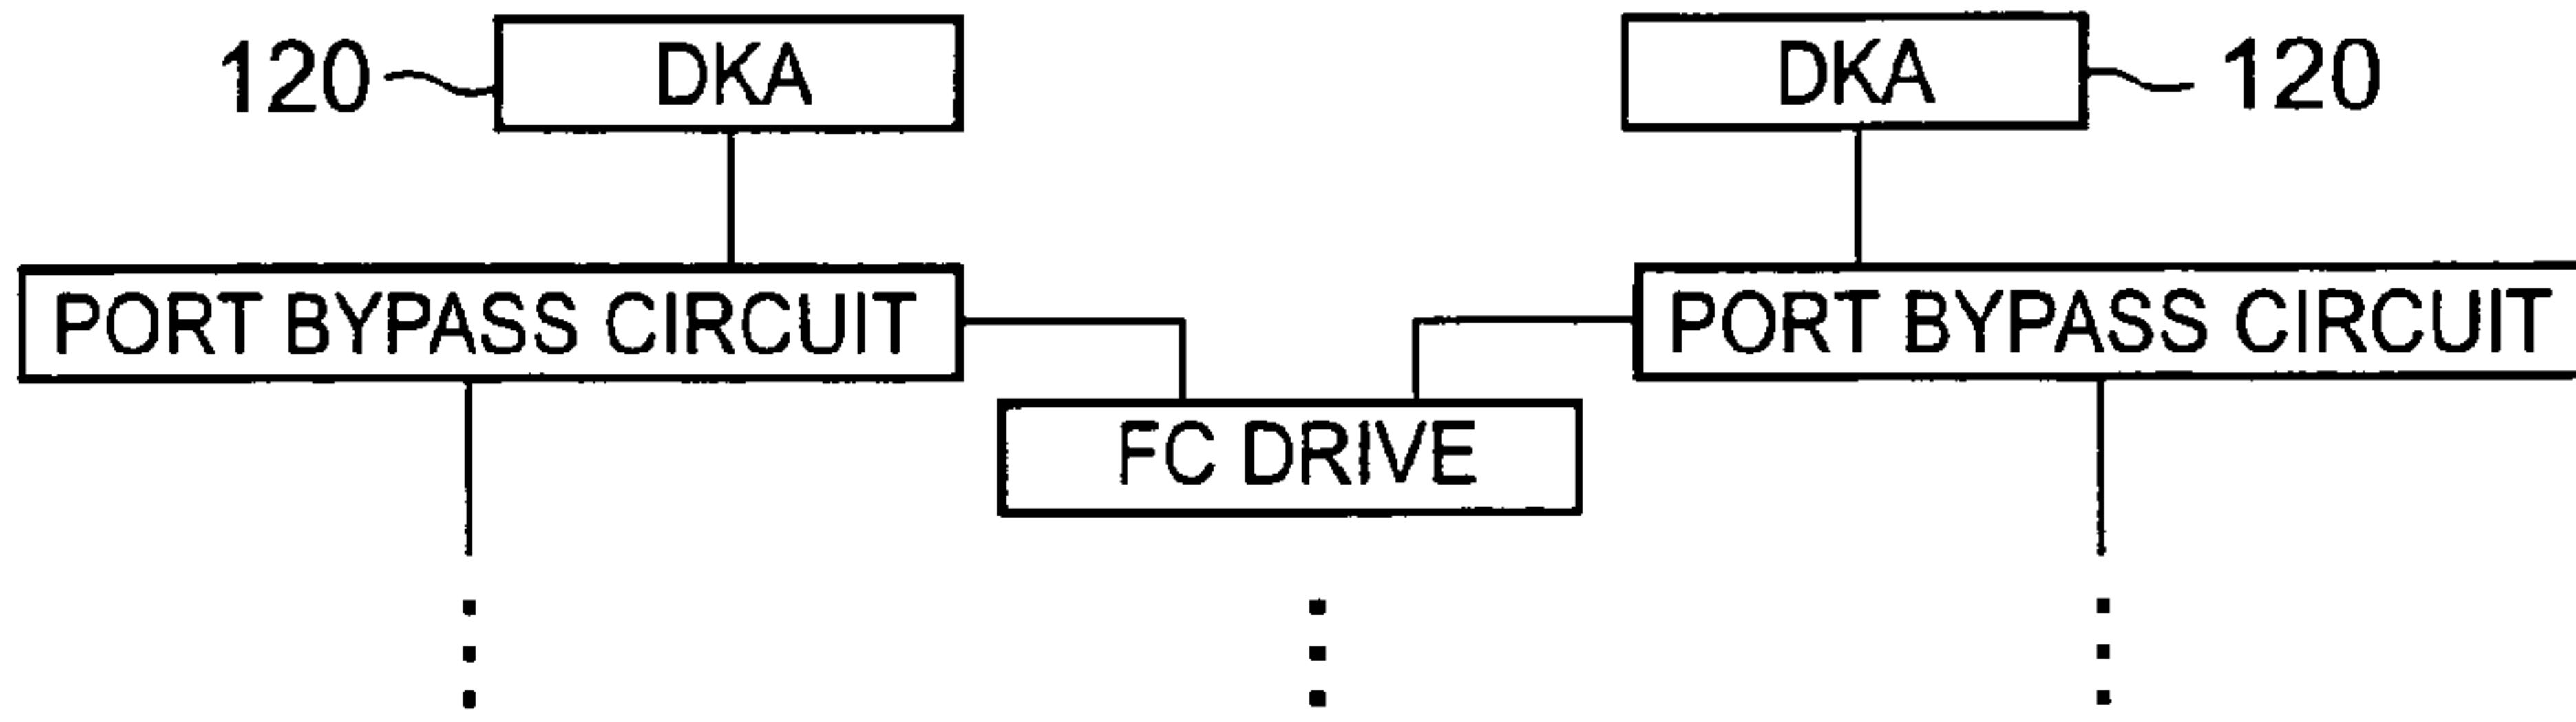 120 DKA DKA 120
PORT BYPASS CIRCUIT PORT BYPASS CIRCUIT
FC DRIVE